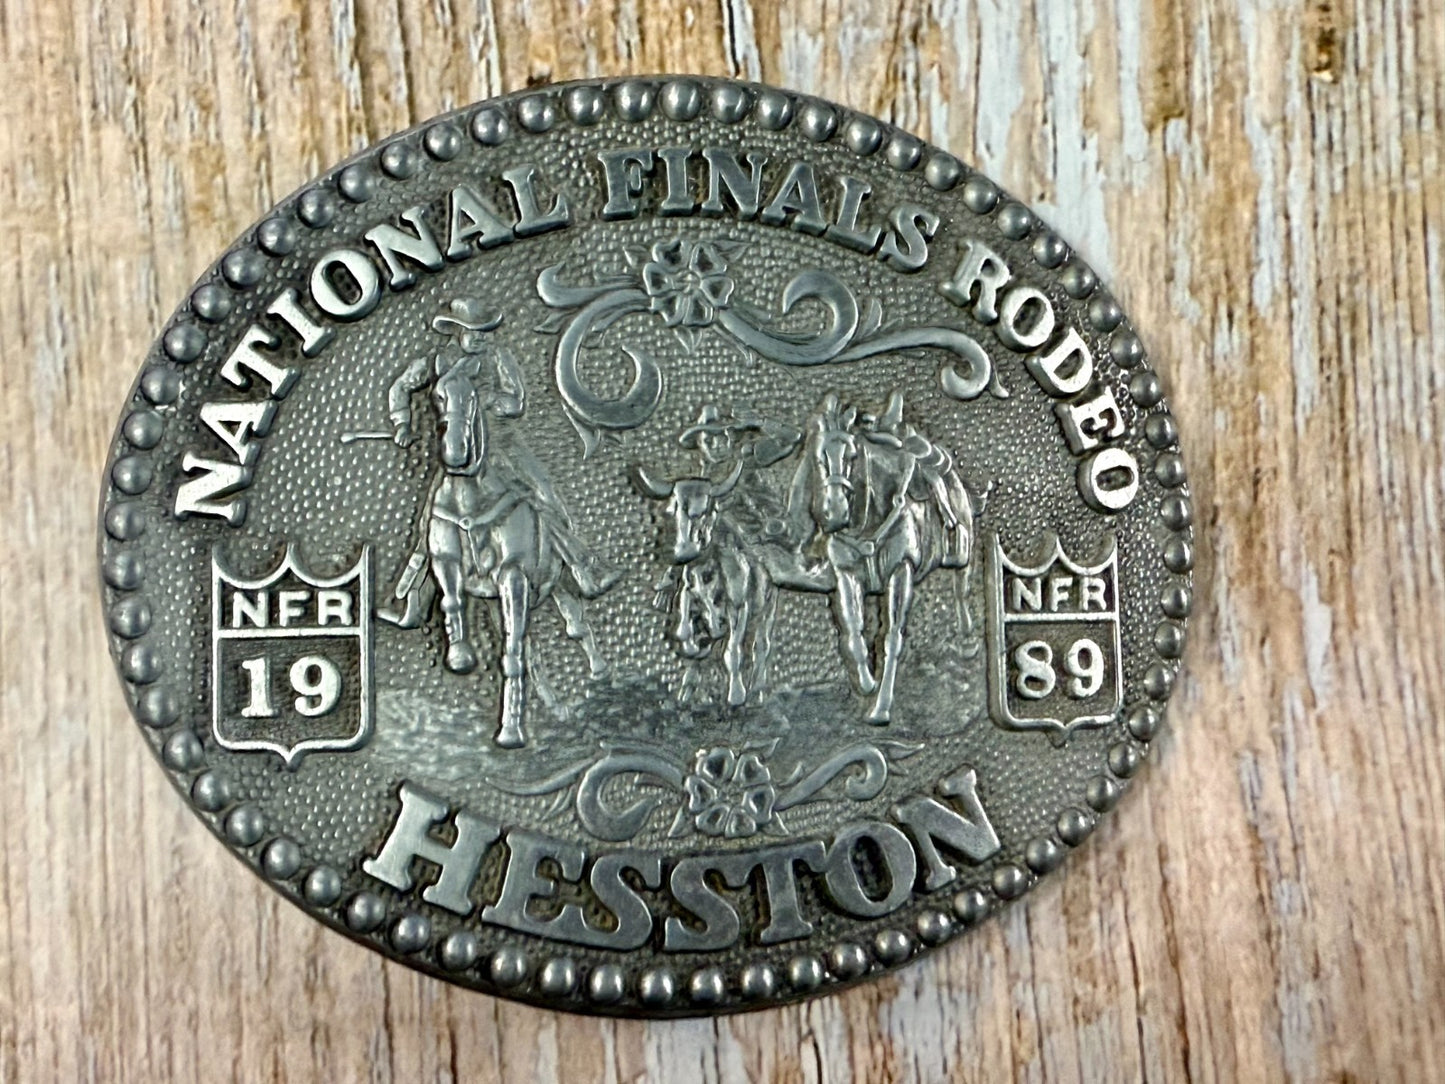 NATIONAL FINALS RODEO
NFR
19
NFR
89
HESSTON